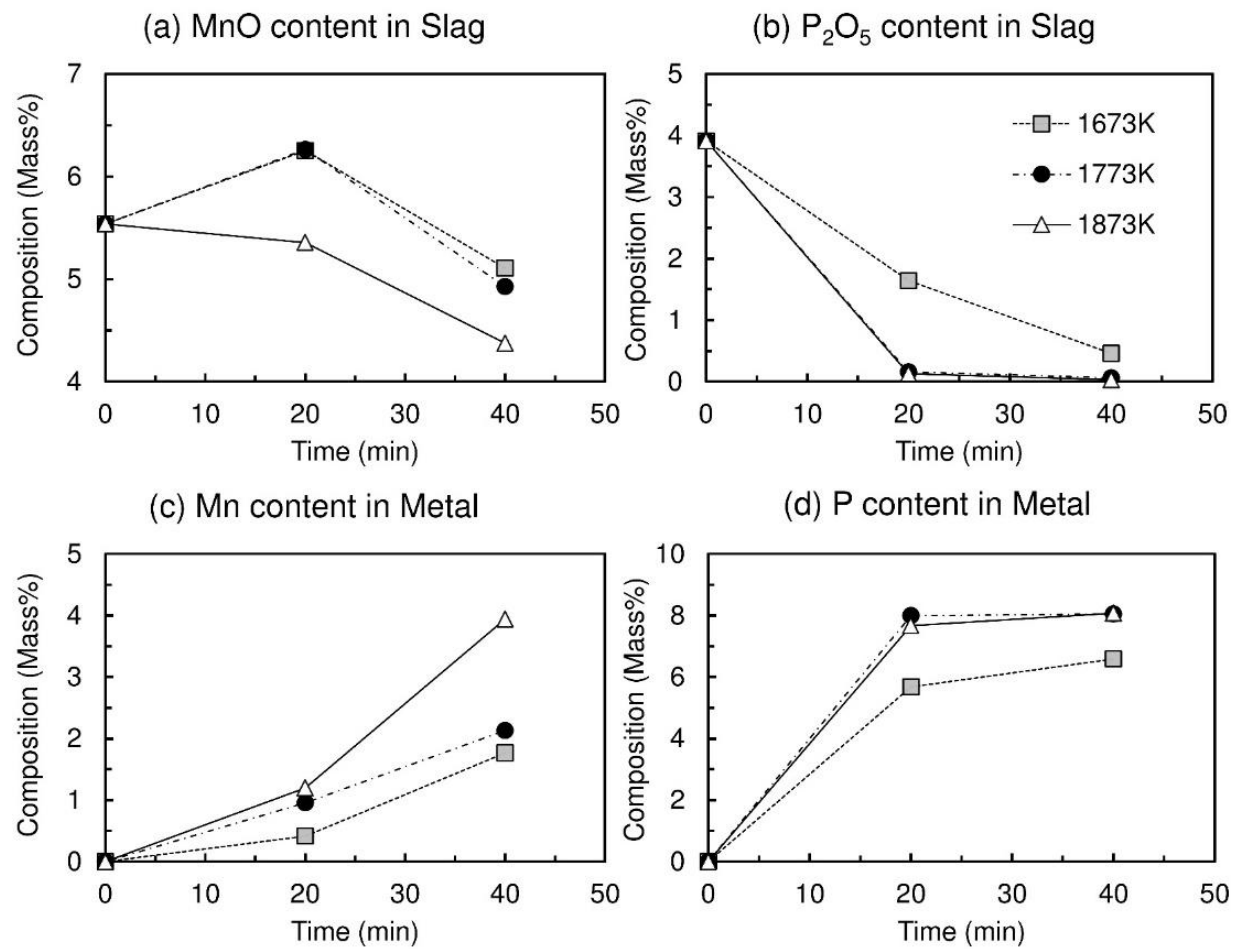 (a) MnO content in Slag
Composition (Mass%)
7
6
5
4
0 10 20 30 40 50
Time (min)
(b) P₂O₅ content in Slag
Composition (Mass%)
5
4
3
2
1
0
1673K
1773K
1873K
0 10 20 30 40 50
Time (min)
(c) Mn content in Metal
Composition (Mass%)
5
4
3
2
1
0
0 10 20 30 40 50
Time (min)
(d) P content in Metal
Composition (Mass%)
10
8
6
4
2
0
0 10 20 30 40 50
Time (min)